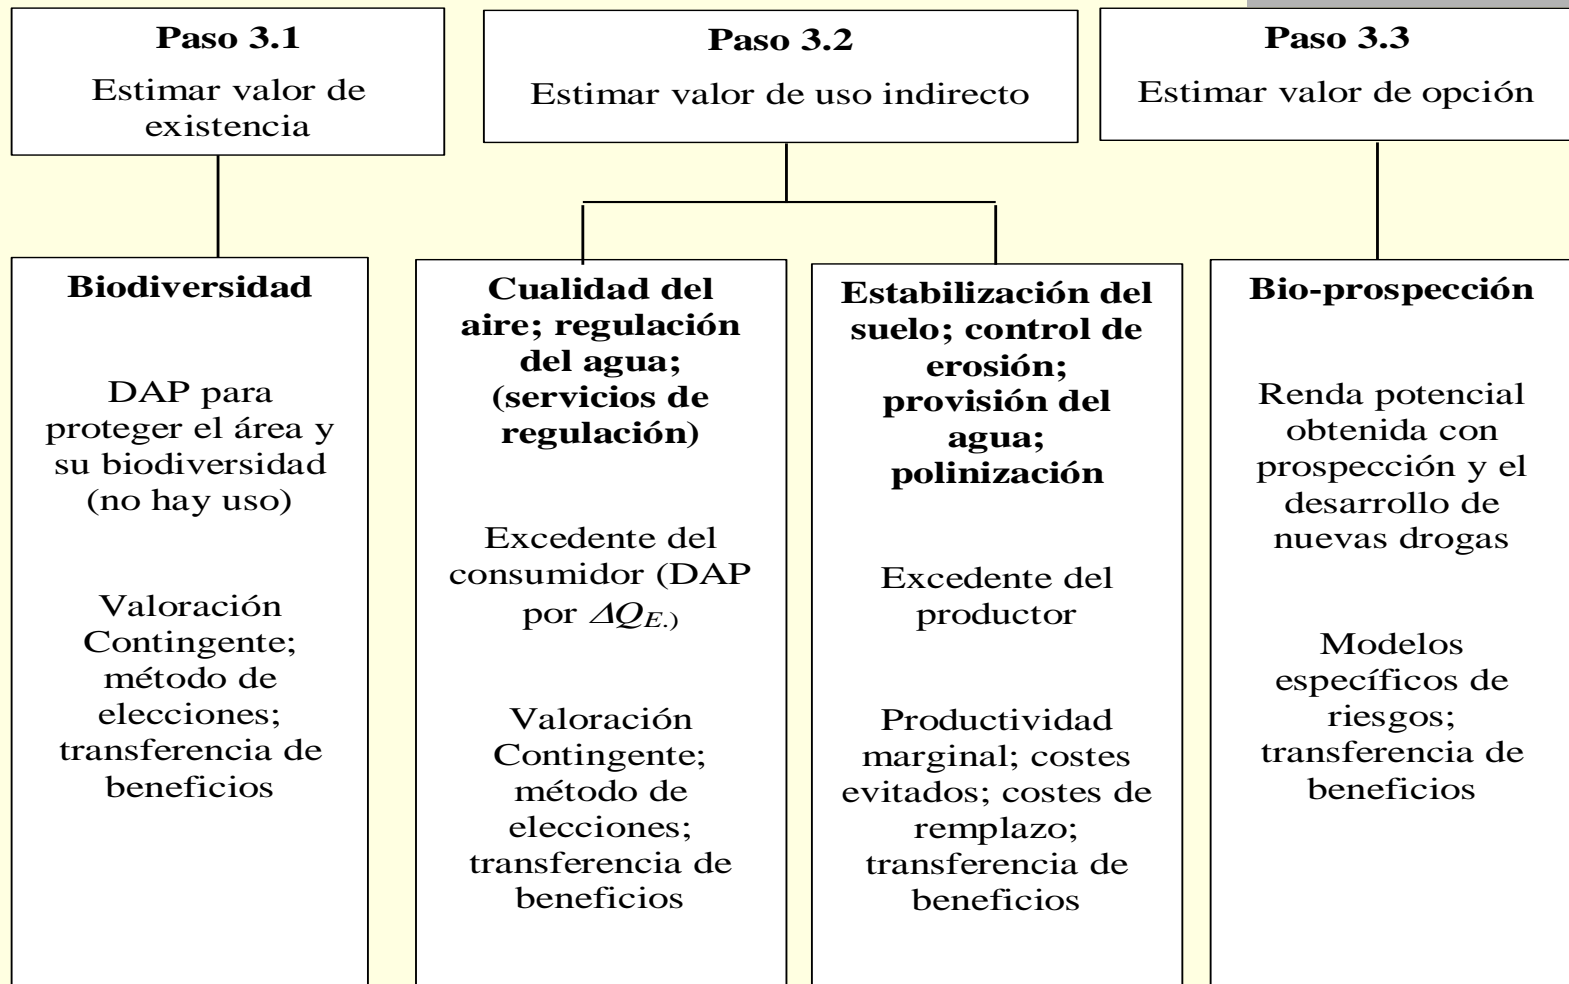 Paso 3.1
Estimar valor de
existencia
Paso 3.2
Estimar valor de uso indirecto
Paso 3.3
Estimar valor de opción
Biodiversidad
DAP para
proteger el área y
su biodiversidad
(no hay uso)
Valoración
Contingente;
método de
elecciones;
transferencia de
beneficios
Cualidad del
aire; regulación
del agua;
(servicios de
regulación)
Excedente del
consumidor (DAP
por ΔQE.)
Valoración
Contingente;
método de
elecciones;
transferencia de
beneficios
Estabilización del
suelo; control de
erosión;
provisión del
agua;
polinización
Excedente del
productor
Productividad
marginal; costes
evitados; costes de
remplazo;
transferencia de
beneficios
Bio-prospección
Renda potencial
obtenida con
prospección y el
desarrollo de
nuevas drogas
Modelos
específicos de
riesgos;
transferencia de
beneficios